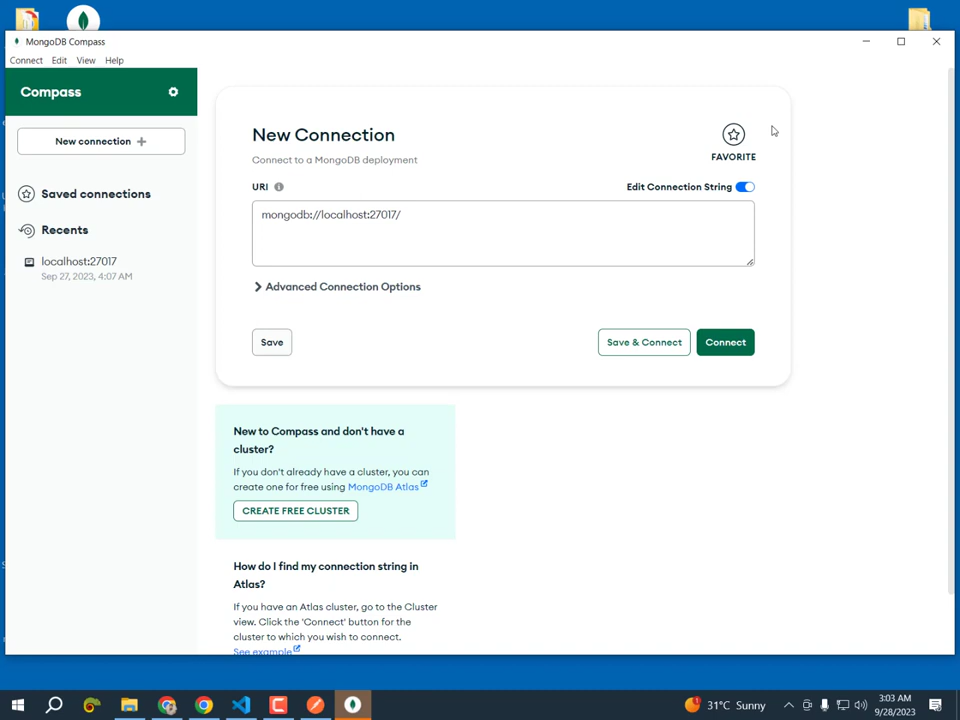 MongoDB Compass
Connect Edit View Help
Compass
New connection
Saved connections
Recents
localhost:27017
Sep 27, 2023, 4:07 AM
New Connection
Connect to a MongoDB deployment
FAVORITE
URI
Edit Connection String
mongodb://localhost:27017/
Advanced Connection Options
Save
Save & Connect
Connect
New to Compass and don't have a
cluster?
If you don't already have a cluster, you can
create one for free using MongoDB Atlas
CREATE FREE CLUSTER
How do I find my connection string in
Atlas?
If you have an Atlas cluster, go to the Cluster
view. Click the 'Connect' button for the
cluster to which you wish to connect.
See example
31°C Sunny
3:03 AM
9/28/2023